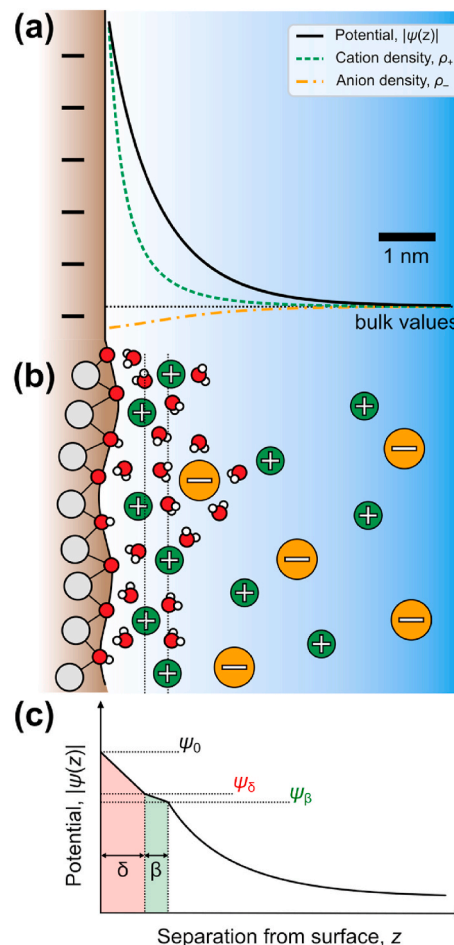 (a)
Potential, |ψ(z)|
Cation density, ρ₊
Anion density, ρ₋
1 nm
bulk values
(b)
(c)
Potential, |ψ(z)|
ψ₀
ψδ
ψβ
δ
β
Separation from surface, z